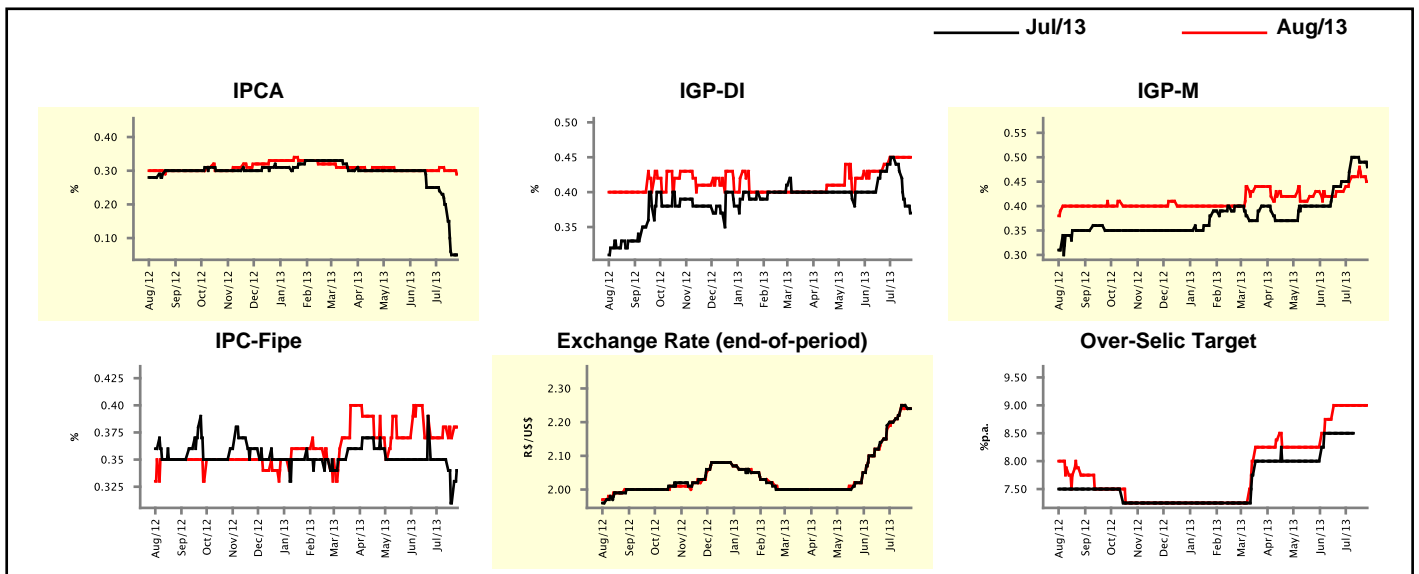 Jul/13 Aug/13
IPCA
%
0.40
0.30
0.20
0.10
Aug/12 Sep/12 Oct/12 Nov/12 Dec/12 Jan/13 Feb/13 Mar/13 Apr/13 May/13 Jun/13 Jul/13
IGP-DI
%
0.50
0.45
0.40
0.35
Aug/12 Sep/12 Oct/12 Nov/12 Dec/12 Jan/13 Feb/13 Mar/13 Apr/13 May/13 Jun/13 Jul/13
IGP-M
%
0.55
0.50
0.45
0.40
0.35
0.30
Aug/12 Sep/12 Oct/12 Nov/12 Dec/12 Jan/13 Feb/13 Mar/13 Apr/13 May/13 Jun/13 Jul/13
IPC-Fipe
%
0.425
0.40
0.375
0.35
0.325
Aug/12 Sep/12 Oct/12 Nov/12 Dec/12 Jan/13 Feb/13 Mar/13 Apr/13 May/13 Jun/13 Jul/13
Exchange Rate (end-of-period)
R$/US$
2.30
2.20
2.10
2.00
Aug/12 Sep/12 Oct/12 Nov/12 Dec/12 Jan/13 Feb/13 Mar/13 Apr/13 May/13 Jun/13 Jul/13
Over-Selic Target
%p.a.
9.50
9.00
8.50
8.00
7.50
Aug/12 Sep/12 Oct/12 Nov/12 Dec/12 Jan/13 Feb/13 Mar/13 Apr/13 May/13 Jun/13 Jul/13